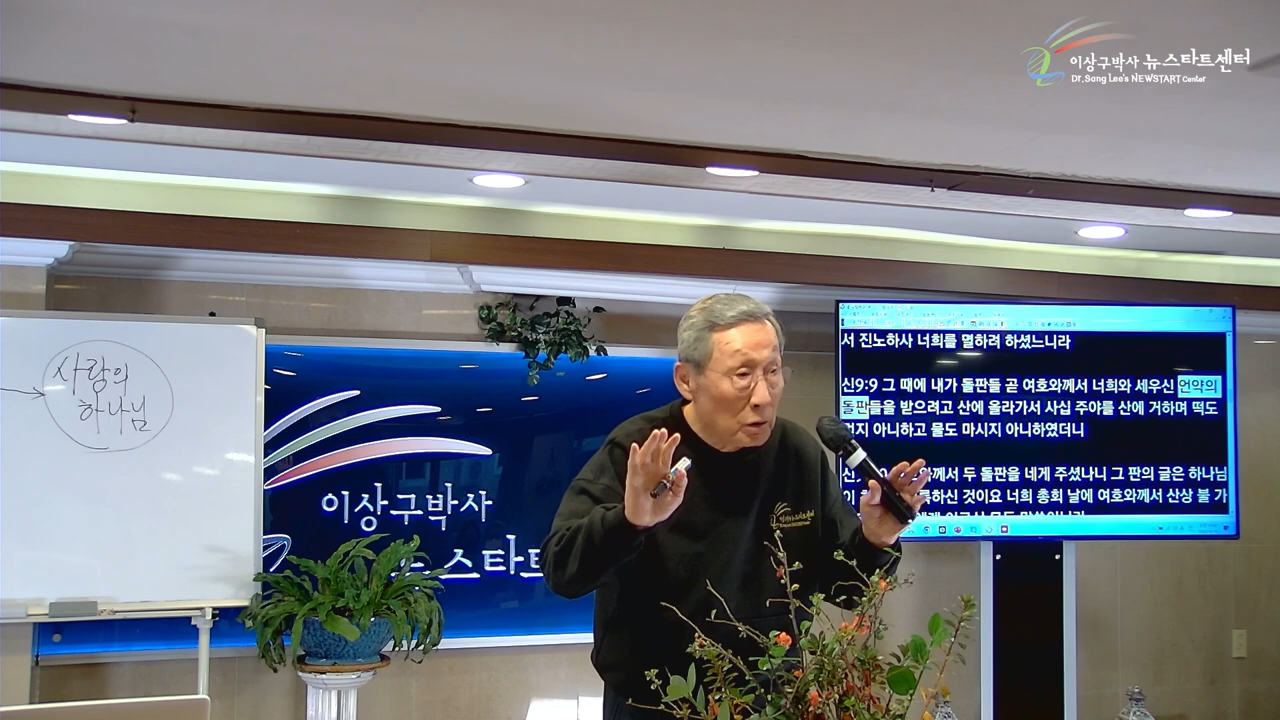 이상구박사 뉴스타트센터
Dr. Sang Lee's NEWSTART Center
사랑의
하나님
이상구박사
스타트
서 진노하사 너희를 멸하려 하셨느니라
신9:9 그 때에 내가 돌판들 곧 여호와께서 너희와 세우신 언약의
돌판들을 받으려고 산에 올라가서 사십 주야를 산에 거하며 떡도
먹지 아니하고 물도 마시지 아니하였더니
와께서 두 돌판을 네게 주셨나니 그 판의 글은 하나님
하신 것이요 너희 총회 날에 여호와께서 산상 불 가